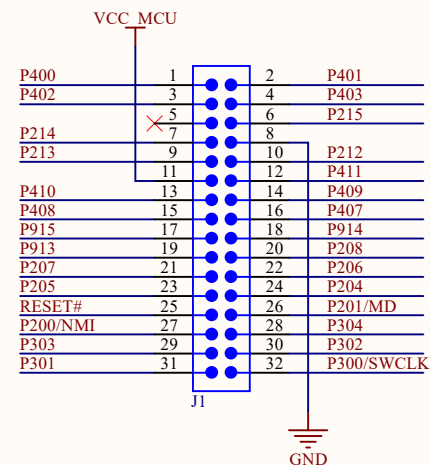 VCC_MCU
P400 1 2 P401
P402 3 4 P403
5 6 P215
P214 7 8
P213 9 10 P212
11 12 P411
P410 13 14 P409
P408 15 16 P407
P915 17 18 P914
P913 19 20 P208
P207 21 22 P206
P205 23 24 P204
RESET# 25 26 P201/MD
P200/NMI 27 28 P304
P303 29 30 P302
P301 31 32 P300/SWCLK
J1
GND